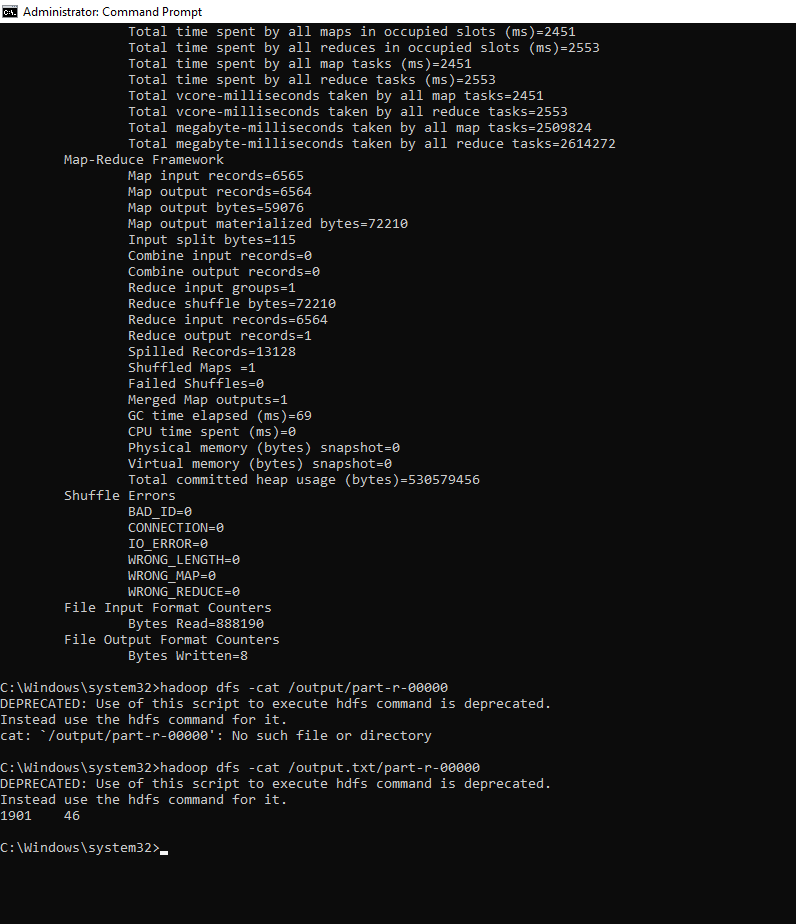 Administrator: Command Prompt
Total time spent by all maps in occupied slots (ms)=2451
Total time spent by all reduces in occupied slots (ms)=2553
Total time spent by all map tasks (ms)=2451
Total time spent by all reduce tasks (ms)=2553
Total vcore-milliseconds taken by all map tasks=2451
Total vcore-milliseconds taken by all reduce tasks=2553
Total megabyte-milliseconds taken by all map tasks=2509824
Total megabyte-milliseconds taken by all reduce tasks=2614272
Map-Reduce Framework
Map input records=6565
Map output records=6564
Map output bytes=59076
Map output materialized bytes=72210
Input split bytes=115
Combine input records=0
Combine output records=0
Reduce input groups=1
Reduce shuffle bytes=72210
Reduce input records=6564
Reduce output records=1
Spilled Records=13128
Shuffled Maps =1
Failed Shuffles=0
Merged Map outputs=1
GC time elapsed (ms)=69
CPU time spent (ms)=0
Physical memory (bytes) snapshot=0
Virtual memory (bytes) snapshot=0
Total committed heap usage (bytes)=530579456
Shuffle Errors
BAD_ID=0
CONNECTION=0
IO_ERROR=0
WRONG_LENGTH=0
WRONG_MAP=0
WRONG_REDUCE=0
File Input Format Counters
Bytes Read=888190
File Output Format Counters
Bytes Written=8
C:\Windows\system32>hadoop dfs -cat /output/part-r-00000
DEPRECATED: Use of this script to execute hdfs command is deprecated.
Instead use the hdfs command for it.
cat: `/output/part-r-00000': No such file or directory
C:\Windows\system32>hadoop dfs -cat /output.txt/part-r-00000
DEPRECATED: Use of this script to execute hdfs command is deprecated.
Instead use the hdfs command for it.
1901    46
C:\Windows\system32>